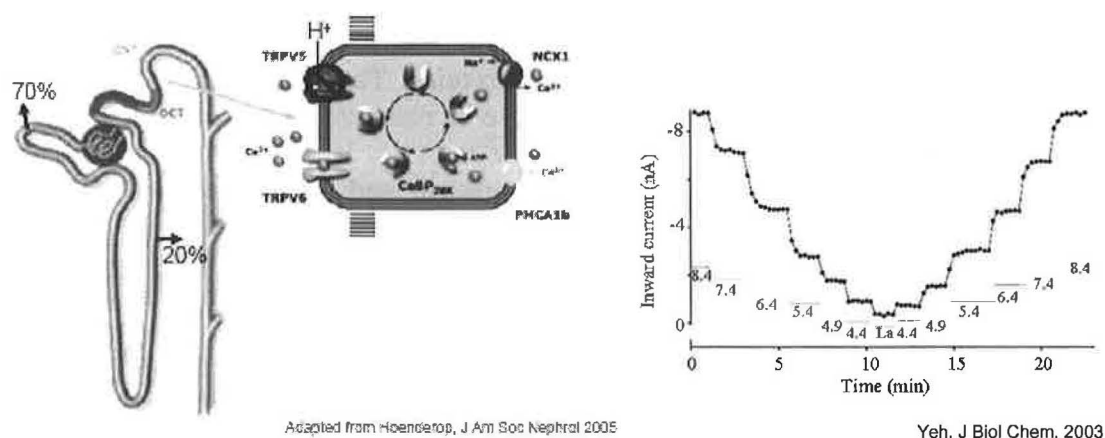 70%
20%
CNT
DCT
H+
TRPV5
NCX1
Na+
Ca2+
Ca2+
TRPV6
CaBP28K
PMCA1b
Adapted from Hoenderop, J Am Soc Nephrol 2005
Inward current (nA)
-8
-4
0
8.4
7.4
6.4
5.4
4.9
4.4
La
4.4
4.9
5.4
6.4
7.4
8.4
0
5
10
15
20
Time (min)
Yeh, J Biol Chem, 2003